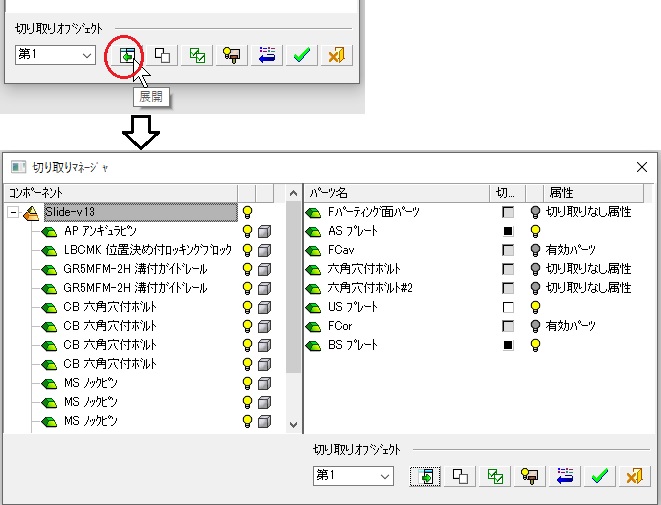 切り取りオブジェクト
第1
展開
切り取りマネージャ
コンポーネント
パーツ名 切... 属性
Slide-v13
AP アンギュラピン
LBCMK 位置決め付ロッキングブロック
GR5MFM-2H 溝付ガイドレール
GR5MFM-2H 溝付ガイドレール
CB 六角穴付ボルト
CB 六角穴付ボルト
CB 六角穴付ボルト
CB 六角穴付ボルト
MS ノックピン
MS ノックピン
MS ノックピン
Fパーティング面パーツ 切り取りなし属性
AS プレート
FCav 有効パーツ
六角穴付ボルト 切り取りなし属性
六角穴付ボルト#2 切り取りなし属性
US プレート
FCor 有効パーツ
BS プレート
切り取りオブジェクト
第1